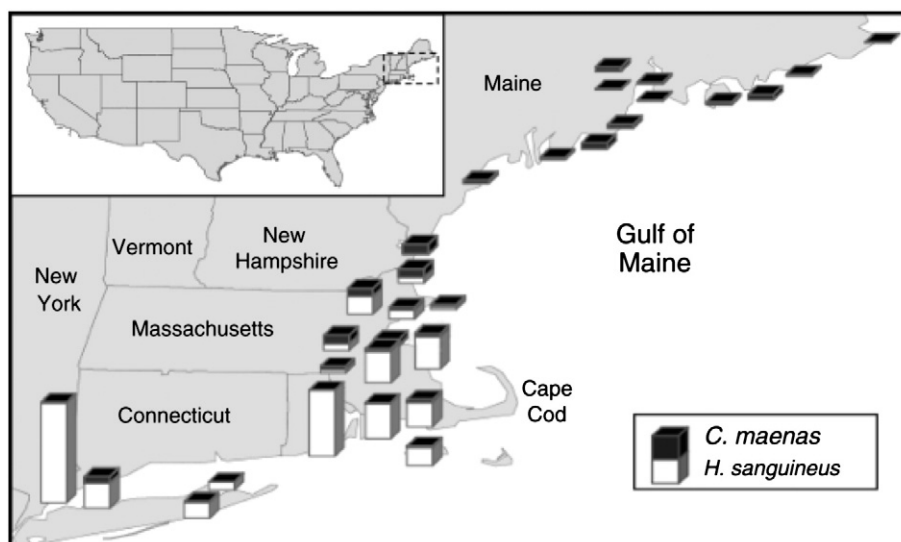 Maine
Gulf of
Maine
Vermont
New
Hampshire
New
York
Massachusetts
Connecticut
Cape
Cod
C. maenas
H. sanguineus